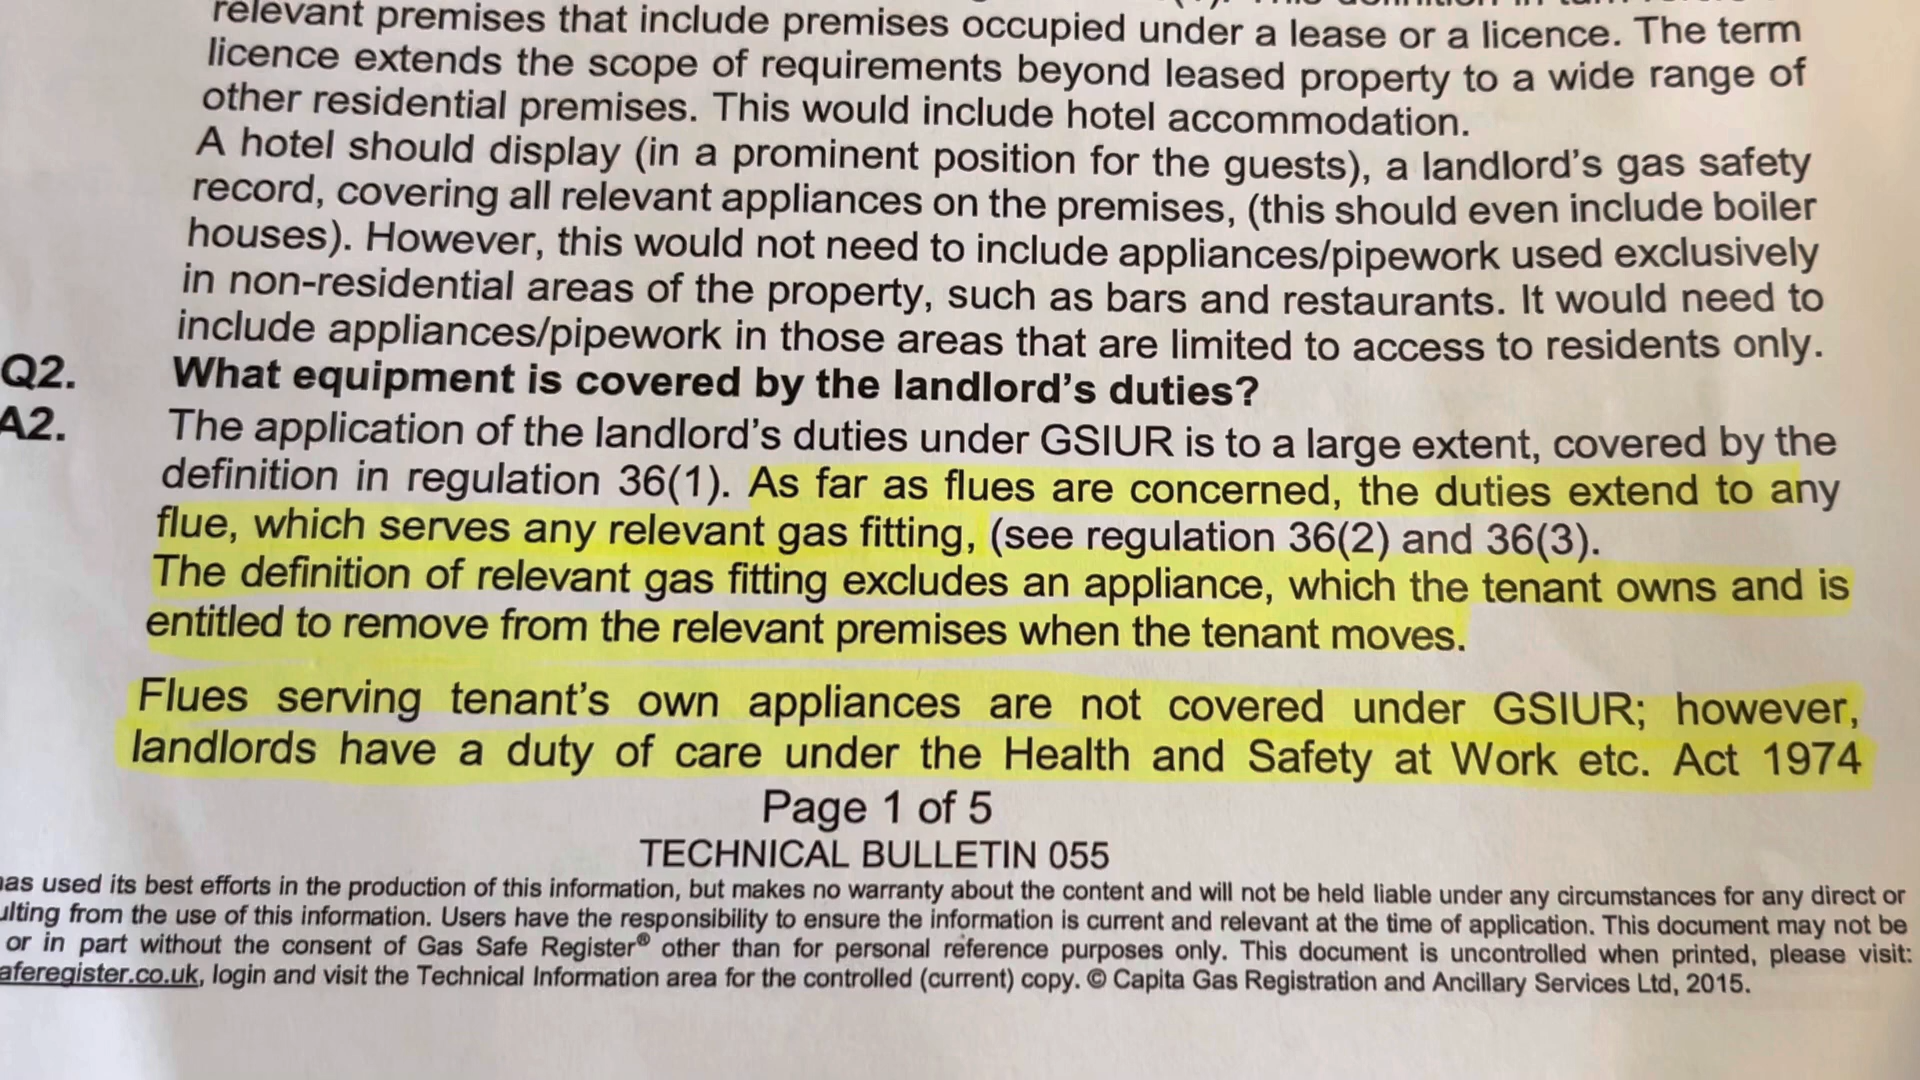 relevant premises that include premises occupied under a lease or a licence. The term
licence extends the scope of requirements beyond leased property to a wide range of
other residential premises. This would include hotel accommodation.
A hotel should display (in a prominent position for the guests), a landlord's gas safety
record, covering all relevant appliances on the premises, (this should even include boiler
houses). However, this would not need to include appliances/pipework used exclusively
in non-residential areas of the property, such as bars and restaurants. It would need to
include appliances/pipework in those areas that are limited to access to residents only.
Q2. What equipment is covered by the landlord's duties?
A2. The application of the landlord's duties under GSIUR is to a large extent, covered by the
definition in regulation 36(1). As far as flues are concerned, the duties extend to any
flue, which serves any relevant gas fitting, (see regulation 36(2) and 36(3).
The definition of relevant gas fitting excludes an appliance, which the tenant owns and is
entitled to remove from the relevant premises when the tenant moves.
Flues serving tenant's own appliances are not covered under GSIUR; however,
landlords have a duty of care under the Health and Safety at Work etc. Act 1974
Page 1 of 5
TECHNICAL BULLETIN 055
has used its best efforts in the production of this information, but makes no warranty about the content and will not be held liable under any circumstances for any direct or
ulting from the use of this information. Users have the responsibility to ensure the information is current and relevant at the time of application. This document may not be
or in part without the consent of Gas Safe Register® other than for personal reference purposes only. This document is uncontrolled when printed, please visit:
aferegister.co.uk, login and visit the Technical Information area for the controlled (current) copy. © Capita Gas Registration and Ancillary Services Ltd, 2015.